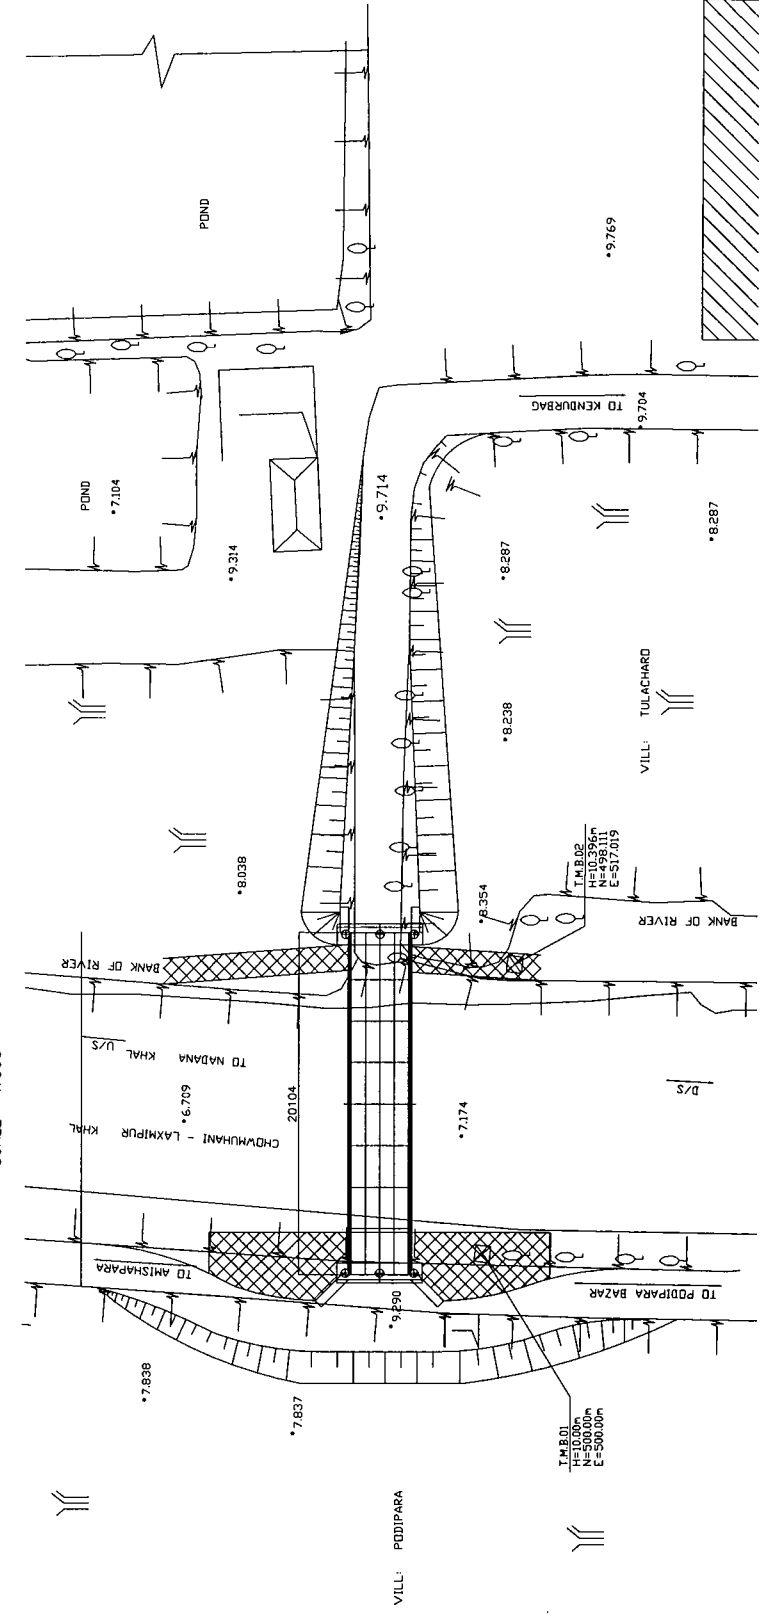 POND
9.769
TO KENDURBAG
9.704
POND
7.104
9.714
9.314
8.287
8.287
8.238
VILL: TULACHARO
8.038
8.354
T.M.B.02
H=10.396m
N=498.111
E=517.019
BANK OF RIVER
BANK OF RIVER
TO NADANA KHAL U/S
6.709
20104
CHOWMUHANI - LAXMIPUR KHAL
7.174
D/S
TO AMISHAPARA
TO PODIPARA BAZAR
9.290
7.838
7.837
T.M.B.01
H=10.00m
N=500.00m
E=500.00m
VILL: PODIPARA